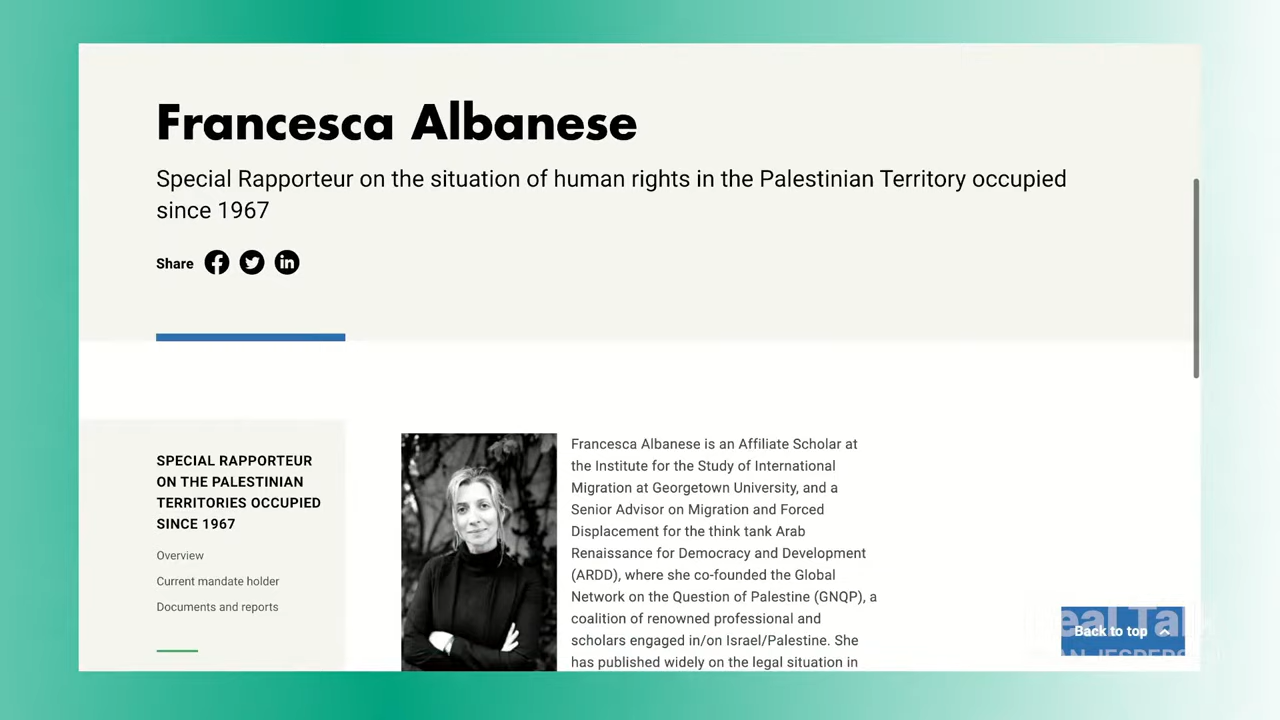 Francesca Albanese
Special Rapporteur on the situation of human rights in the Palestinian Territory occupied
since 1967
Share
SPECIAL RAPPORTEUR
ON THE PALESTINIAN
TERRITORIES OCCUPIED
SINCE 1967
Overview
Current mandate holder
Documents and reports
Francesca Albanese is an Affiliate Scholar at
the Institute for the Study of International
Migration at Georgetown University, and a
Senior Advisor on Migration and Forced
Displacement for the think tank Arab
Renaissance for Democracy and Development
(ARDD), where she co-founded the Global
Network on the Question of Palestine (GNQP), a
coalition of renowned professional and
scholars engaged in/on Israel/Palestine. She
has published widely on the legal situation in
Back to top